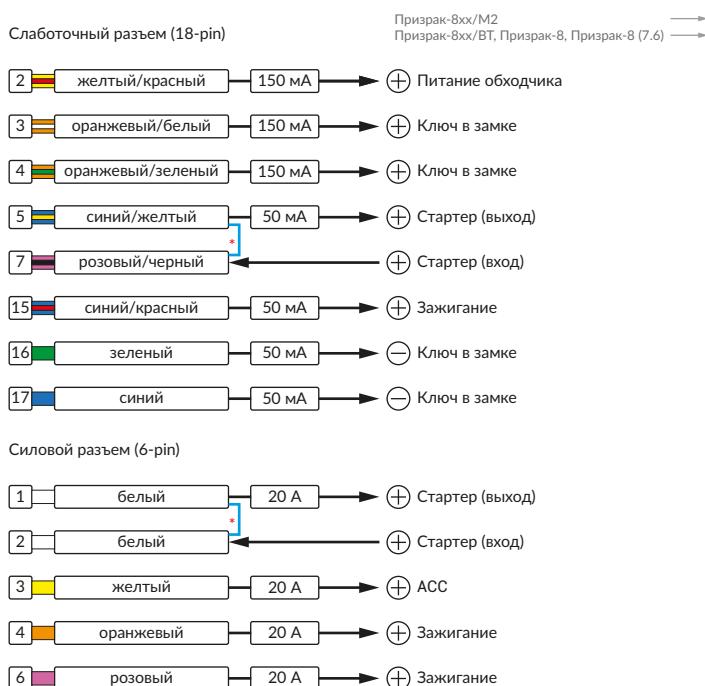 Слаботочный разъем (18-pin)
Призрак-8xx/M2
Призрак-8xx/BT, Призрак-8, Призрак-8 (7.6)
2 желтый/красный 150 мА Питание обходчика
3 оранжевый/белый 150 мА Ключ в замке
4 оранжевый/зеленый 150 мА Ключ в замке
5 синий/желтый 50 мА Стартер (выход)
*
7 розовый/черный Стартер (вход)
15 синий/красный 50 мА Зажигание
16 зеленый 50 мА Ключ в замке
17 синий 50 мА Ключ в замке
Силовой разъем (6-pin)
1 белый 20 А Стартер (выход)
*
2 белый Стартер (вход)
3 желтый 20 А АСС
4 оранжевый 20 А Зажигание
6 розовый 20 А Зажигание